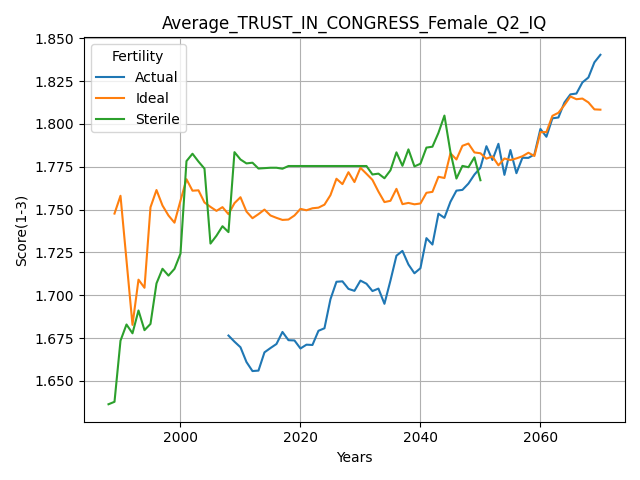 Average_TRUST_IN_CONGRESS_Female_Q2_IQ
Fertility
Actual
Ideal
Sterile
Score(1-3)
1.850
1.825
1.800
1.775
1.750
1.725
1.700
1.675
1.650
2000 2020 2040 2060
Years